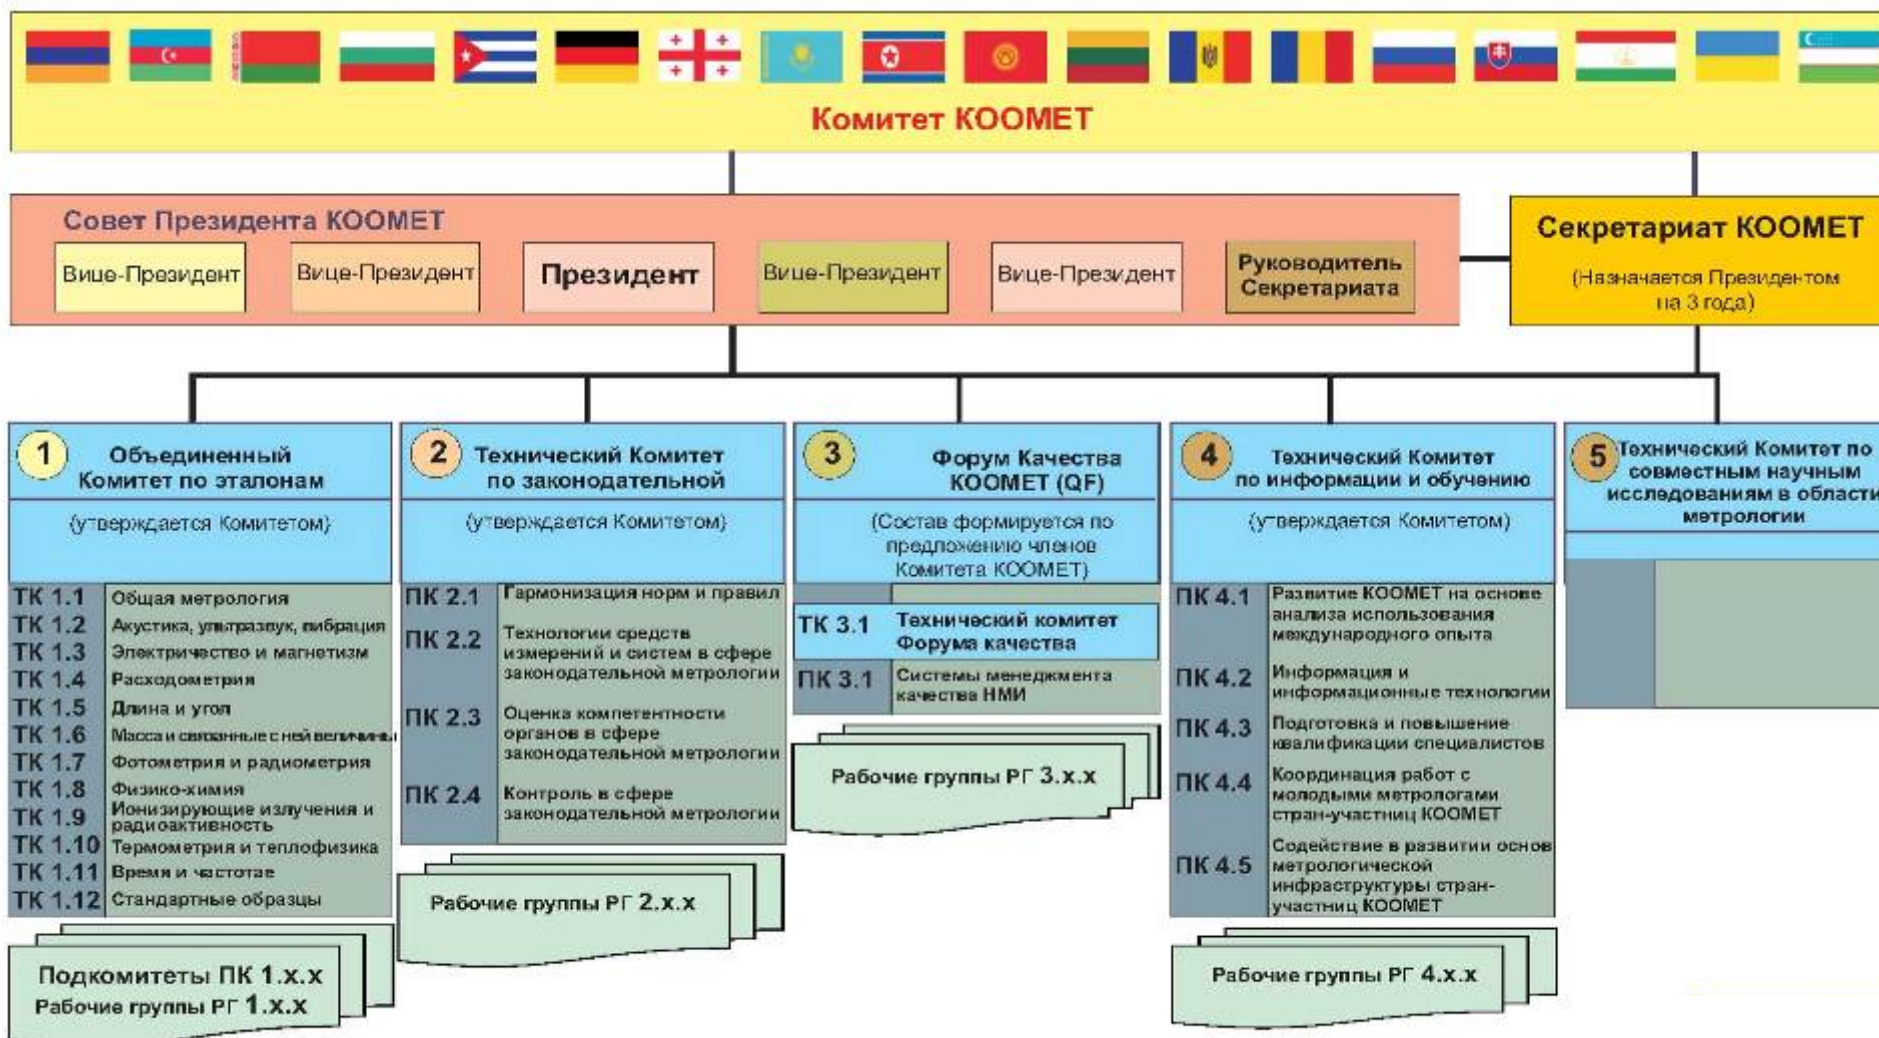 Комитет КООМЕТ
Совет Президента КООМЕТ
Вице-Президент
Вице-Президент
Президент
Вице-Президент
Вице-Президент
Руководитель
Секретариата
Секретариат КООМЕТ
(Назначается Президентом
на 3 года)
1
Объединенный
Комитет по эталонам
(утверждается Комитетом)
ТК 1.1 Общая метрология
ТК 1.2 Акустика, ультразвук, вибрация
ТК 1.3 Электричество и магнетизм
ТК 1.4 Расходометрия
ТК 1.5 Длина и угол
ТК 1.6 Масса и связанные с ней величины
ТК 1.7 Фотометрия и радиометрия
ТК 1.8 Физико-химия
ТК 1.9 Ионизирующие излучения и
радиоактивность
ТК 1.10 Термометрия и теплофизика
ТК 1.11 Время и частотае
ТК 1.12 Стандартные образцы
Подкомитеты ПК 1.x.x
Рабочие группы РГ 1.x.x
2
Технический Комитет
по законодательной
(утверждается Комитетом)
ПК 2.1 Гармонизация норм и правил
ПК 2.2 Технологии средств
измерений и систем в сфере
законодательной метрологии
ПК 2.3 Оценка компетентности
органов в сфере
законодательной метрологии
ПК 2.4 Контроль в сфере
законодательной метрологии
Рабочие группы РГ 2.x.x
3
Форум Качества
КООМЕТ (QF)
(Состав формируется по
предложению членов
Комитета КООМЕТ)
ТК 3.1 Технический комитет
Форума качества
ПК 3.1 Системы менеджмента
качества НМИ
Рабочие группы РГ 3.x.x
4
Технический Комитет
по информации и обучению
(утверждается Комитетом)
ПК 4.1 Развитие КООМЕТ на основе
анализа использования
международного опыта
ПК 4.2 Информация и
информационные технологии
ПК 4.3 Подготовка и повышение
квалификации специалистов
ПК 4.4 Координация работ с
молодыми метрологами
стран-участниц КООМЕТ
ПК 4.5 Содействие в развитии основ
метрологической
инфраструктуры стран-
участниц КООМЕТ
Рабочие группы РГ 4.x.x
5
Технический Комитет по
совместным научным
исследованиям в области
метрологии